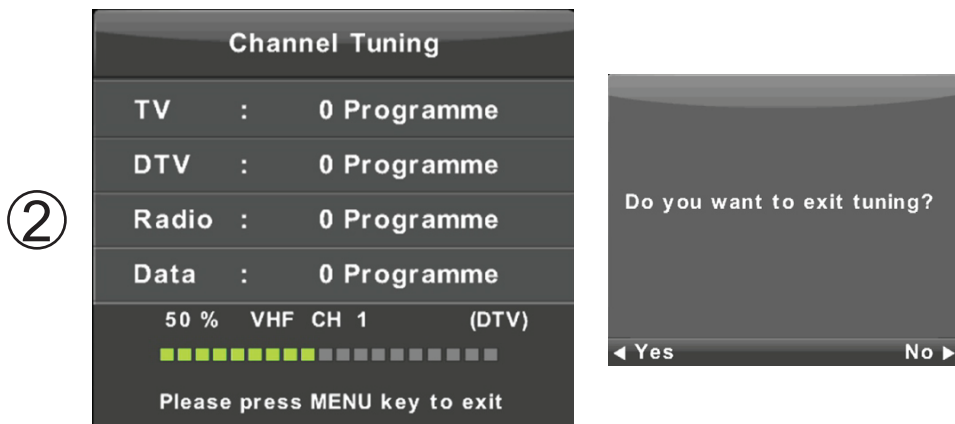 ②
Channel Tuning
TV : 0 Programme
DTV : 0 Programme
Radio : 0 Programme
Data : 0 Programme
50 % VHF CH 1 (DTV)
Please press MENU key to exit
Do you want to exit tuning?
◀ Yes No ▶